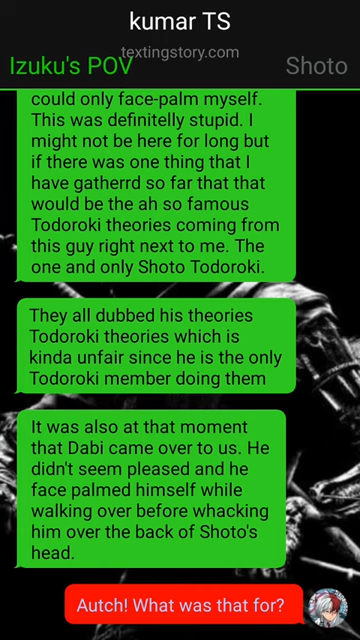 kumar TS
textingstory.com
Izuku's POV
Shoto
could only face-palm myself.
This was definitelly stupid. I
might not be here for long but
if there was one thing that I
have gatherrd so far that that
would be the ah so famous
Todoroki theories coming from
this guy right next to me. The
one and only Shoto Todoroki.
They all dubbed his theories
Todoroki theories which is
kinda unfair since he is the only
Todoroki member doing them
It was also at that moment
that Dabi came over to us. He
didn't seem pleased and he
face palmed himself while
walking over before whacking
him over the back of Shoto's
head.
Autch! What was that for?